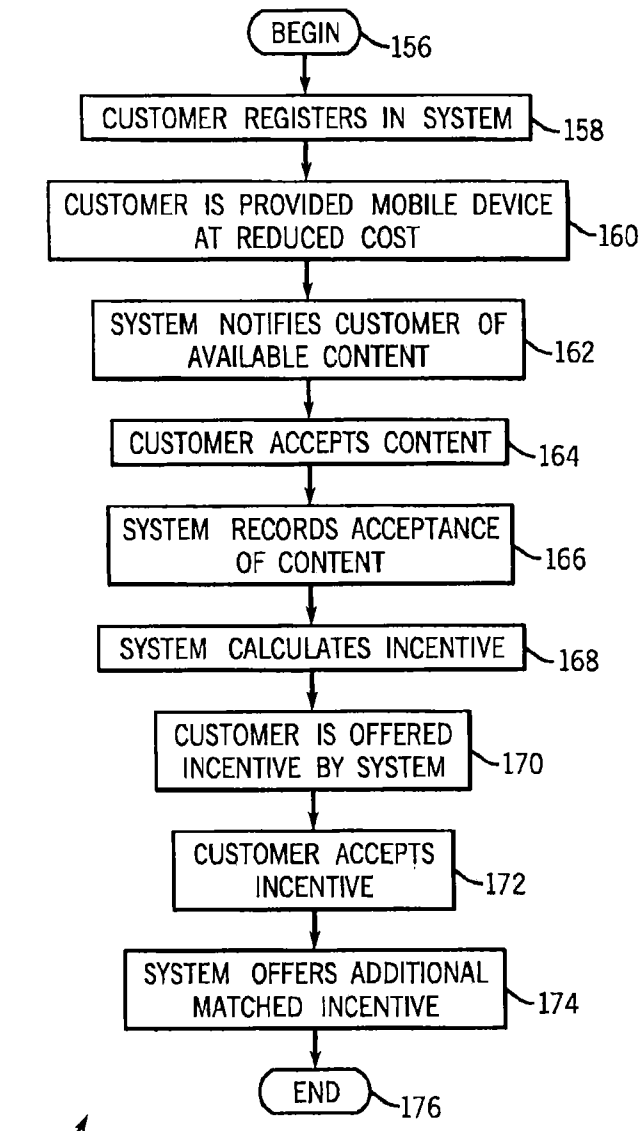 BEGIN
156
CUSTOMER REGISTERS IN SYSTEM
158
CUSTOMER IS PROVIDED MOBILE DEVICE
AT REDUCED COST
160
SYSTEM NOTIFIES CUSTOMER OF
AVAILABLE CONTENT
162
CUSTOMER ACCEPTS CONTENT
164
SYSTEM RECORDS ACCEPTANCE
OF CONTENT
166
SYSTEM CALCULATES INCENTIVE
168
CUSTOMER IS OFFERED
INCENTIVE BY SYSTEM
170
CUSTOMER ACCEPTS
INCENTIVE
172
SYSTEM OFFERS ADDITIONAL
MATCHED INCENTIVE
174
END
176